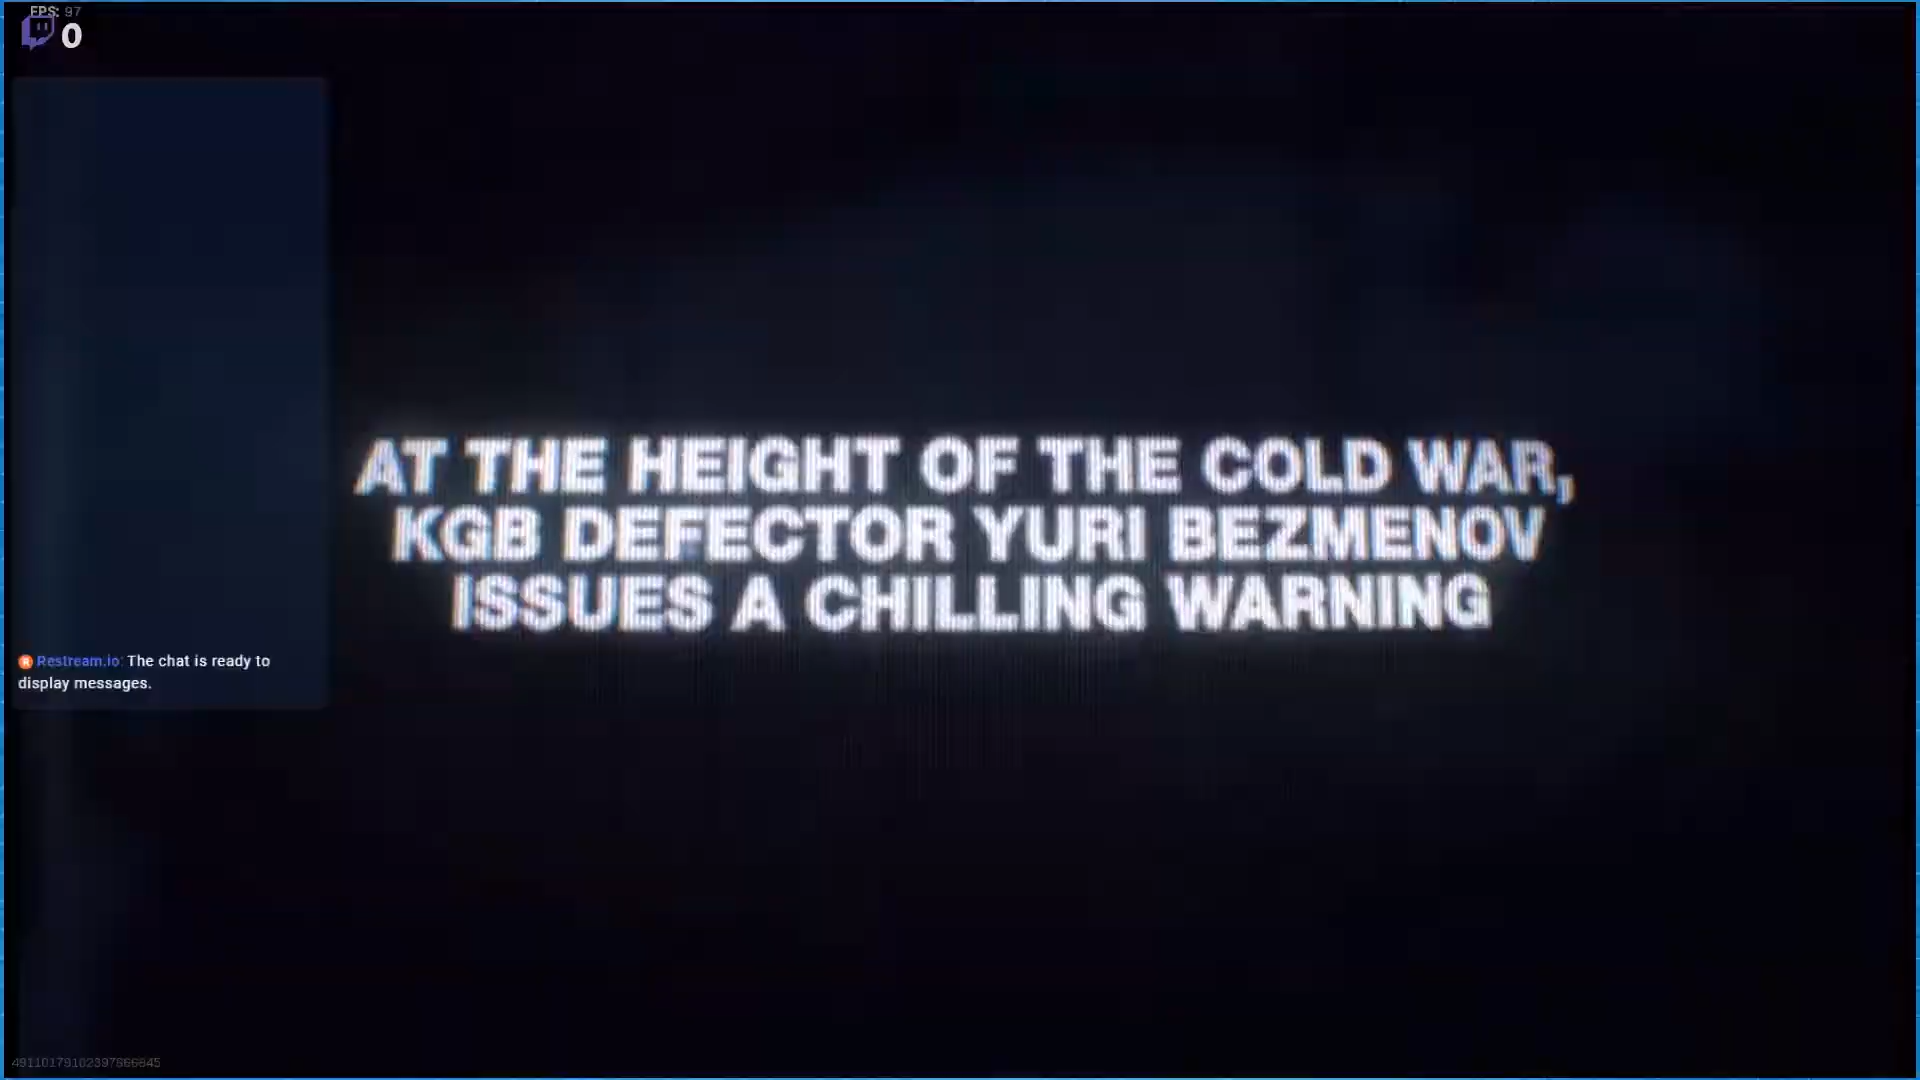 FPS: 97
0
AT THE HEIGHT OF THE COLD WAR,
KGB DEFECTOR YURI BEZMENOV
ISSUES A CHILLING WARNING
Restream.io: The chat is ready to
display messages.